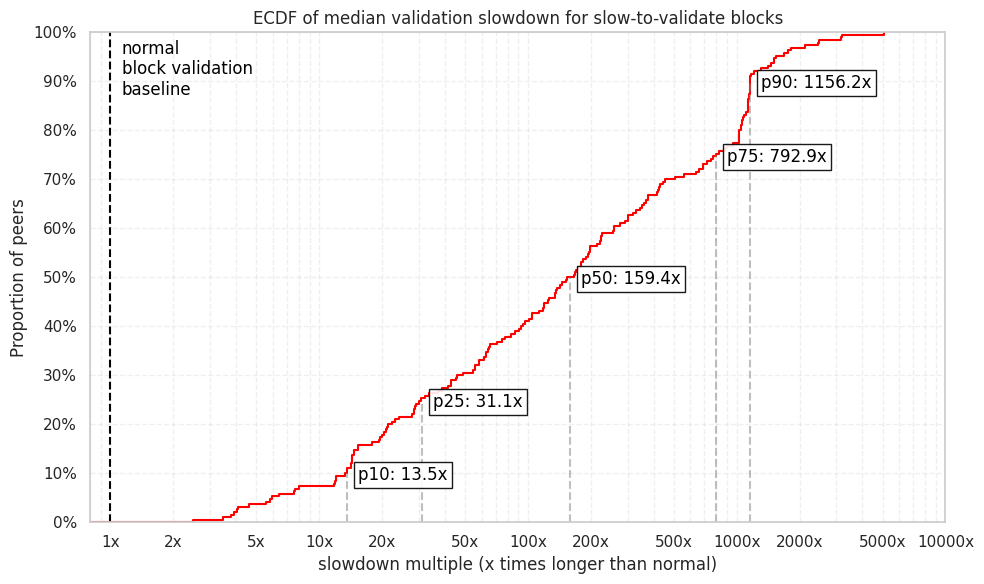 ECDF of median validation slowdown for slow-to-validate blocks
100%
90%
80%
70%
60%
50%
40%
30%
20%
10%
0%
Proportion of peers
normal
block validation
baseline
p90: 1156.2x
p75: 792.9x
p50: 159.4x
p25: 31.1x
p10: 13.5x
1x 2x 5x 10x 20x 50x 100x 200x 500x 1000x 2000x 5000x 10000x
slowdown multiple (x times longer than normal)